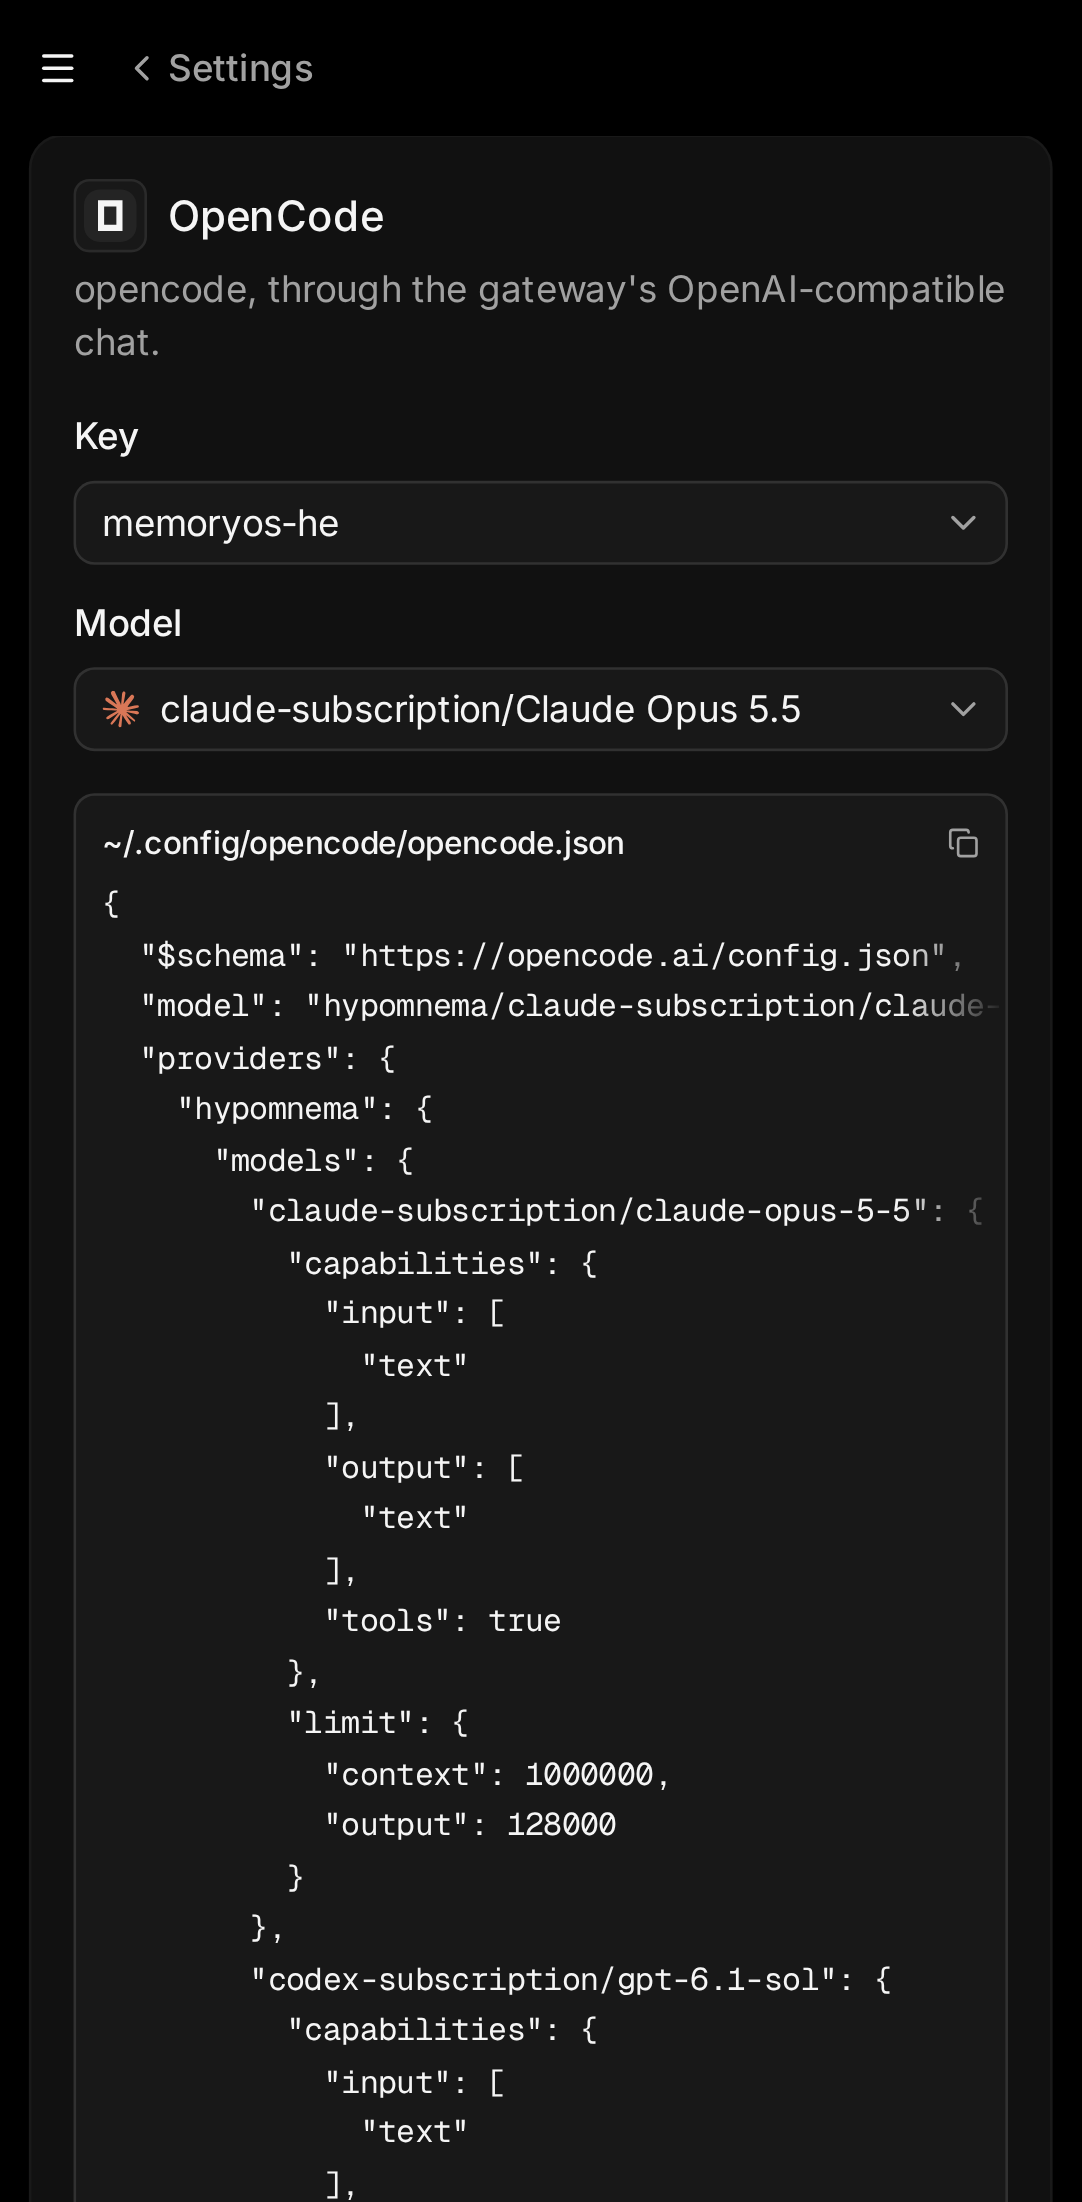 Settings
OpenCode
opencode, through the gateway's OpenAI-compatible
chat.
Key
memoryos-he
Model
claude-subscription/Claude Opus 5.5
~/.config/opencode/opencode.json
{
  "$schema": "https://opencode.ai/config.json",
  "model": "hypomnema/claude-subscription/claude-
  "providers": {
    "hypomnema": {
      "models": {
        "claude-subscription/claude-opus-5-5": {
          "capabilities": {
            "input": [
              "text"
            ],
            "output": [
              "text"
            ],
            "tools": true
          },
          "limit": {
            "context": 1000000,
            "output": 128000
          }
        },
        "codex-subscription/gpt-6.1-sol": {
          "capabilities": {
            "input": [
              "text"
            ],